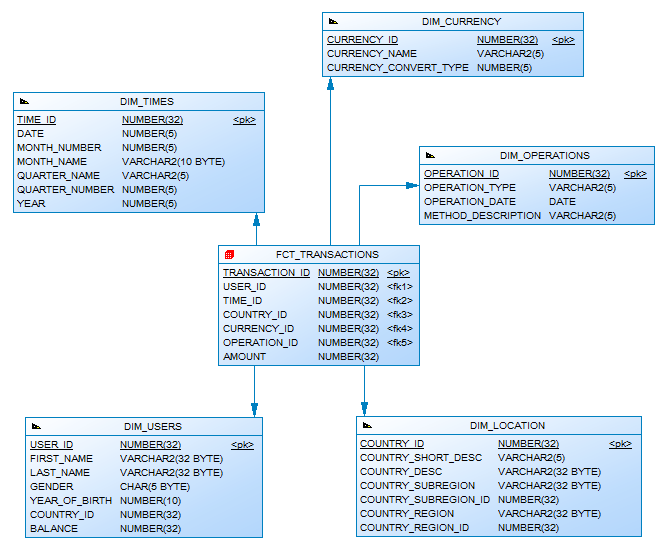 DIM_CURRENCY
CURRENCY_ID NUMBER(32) <pk>
CURRENCY_NAME VARCHAR2(5)
CURRENCY_CONVERT_TYPE NUMBER(5)
DIM_TIMES
TIME_ID NUMBER(32) <pk>
DATE NUMBER(5)
MONTH_NUMBER NUMBER(5)
MONTH_NAME VARCHAR2(10 BYTE)
QUARTER_NAME VARCHAR2(5)
QUARTER_NUMBER NUMBER(5)
YEAR NUMBER(5)
DIM_OPERATIONS
OPERATION_ID NUMBER(32) <pk>
OPERATION_TYPE VARCHAR2(5)
OPERATION_DATE DATE
METHOD_DESCRIPTION VARCHAR2(5)
FCT_TRANSACTIONS
TRANSACTION_ID NUMBER(32) <pk>
USER_ID NUMBER(32) <fk1>
TIME_ID NUMBER(32) <fk2>
COUNTRY_ID NUMBER(32) <fk3>
CURRENCY_ID NUMBER(32) <fk4>
OPERATION_ID NUMBER(32) <fk5>
AMOUNT NUMBER(32)
DIM_USERS
USER_ID NUMBER(32) <pk>
FIRST_NAME VARCHAR2(32 BYTE)
LAST_NAME VARCHAR2(32 BYTE)
GENDER CHAR(5 BYTE)
YEAR_OF_BIRTH NUMBER(10)
COUNTRY_ID NUMBER(32)
BALANCE NUMBER(32)
DIM_LOCATION
COUNTRY_ID NUMBER(32) <pk>
COUNTRY_SHORT_DESC VARCHAR2(5)
COUNTRY_DESC VARCHAR2(32 BYTE)
COUNTRY_SUBREGION VARCHAR2(32 BYTE)
COUNTRY_SUBREGION_ID NUMBER(32)
COUNTRY_REGION VARCHAR2(32 BYTE)
COUNTRY_REGION_ID NUMBER(32)